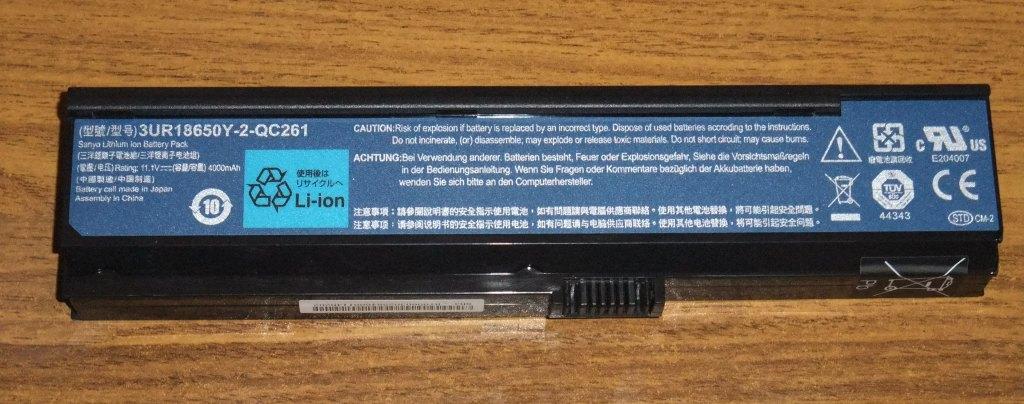 (型號/型号) 3UR18650Y-2-QC261
Sanyo Lithium Ion Battery Pack
(三洋鋰離子電池組/三洋锂离子电池组)
(電壓/电压) Rating: 11.1V⎓(容量/容量) 4000mAh
(中國製造/中国制造)
Battery cell made in Japan
Assembly in China
10
使用後は
リサイクルへ
Li-ion
CAUTION: Risk of explosion if battery is replaced by an incorrect type. Dispose of used batteries according to the instructions.
Do not incinerate, (or) disassemble, may explode or release toxic materials. Do not short circuit; may cause burns.
ACHTUNG: Bei Verwendung anderer. Batterien besteht, Feuer oder Explosionsgefahr, Siehe die Vorsichtsmaßregeln
in der Bedienungsanleitung. Wenn Sie Fragen oder Kommentare bezüglich der Akkubatterie haben,
wenden Sie sich bitte an den Computerhersteller.
注意事項：請參閱說明書的安全指示使用電池，如有問題請與電腦供應商聯絡。使用其他電池替換，將可能引起安全問題。
注意事项：请参阅说明书的安全指示使用电池，如有问题请与电脑供应商联络。使用其他电池替换，将可能引起安全问题。
廢電池請回收
c UL US
E204007
TÜV
44343
CE
STD CM-2